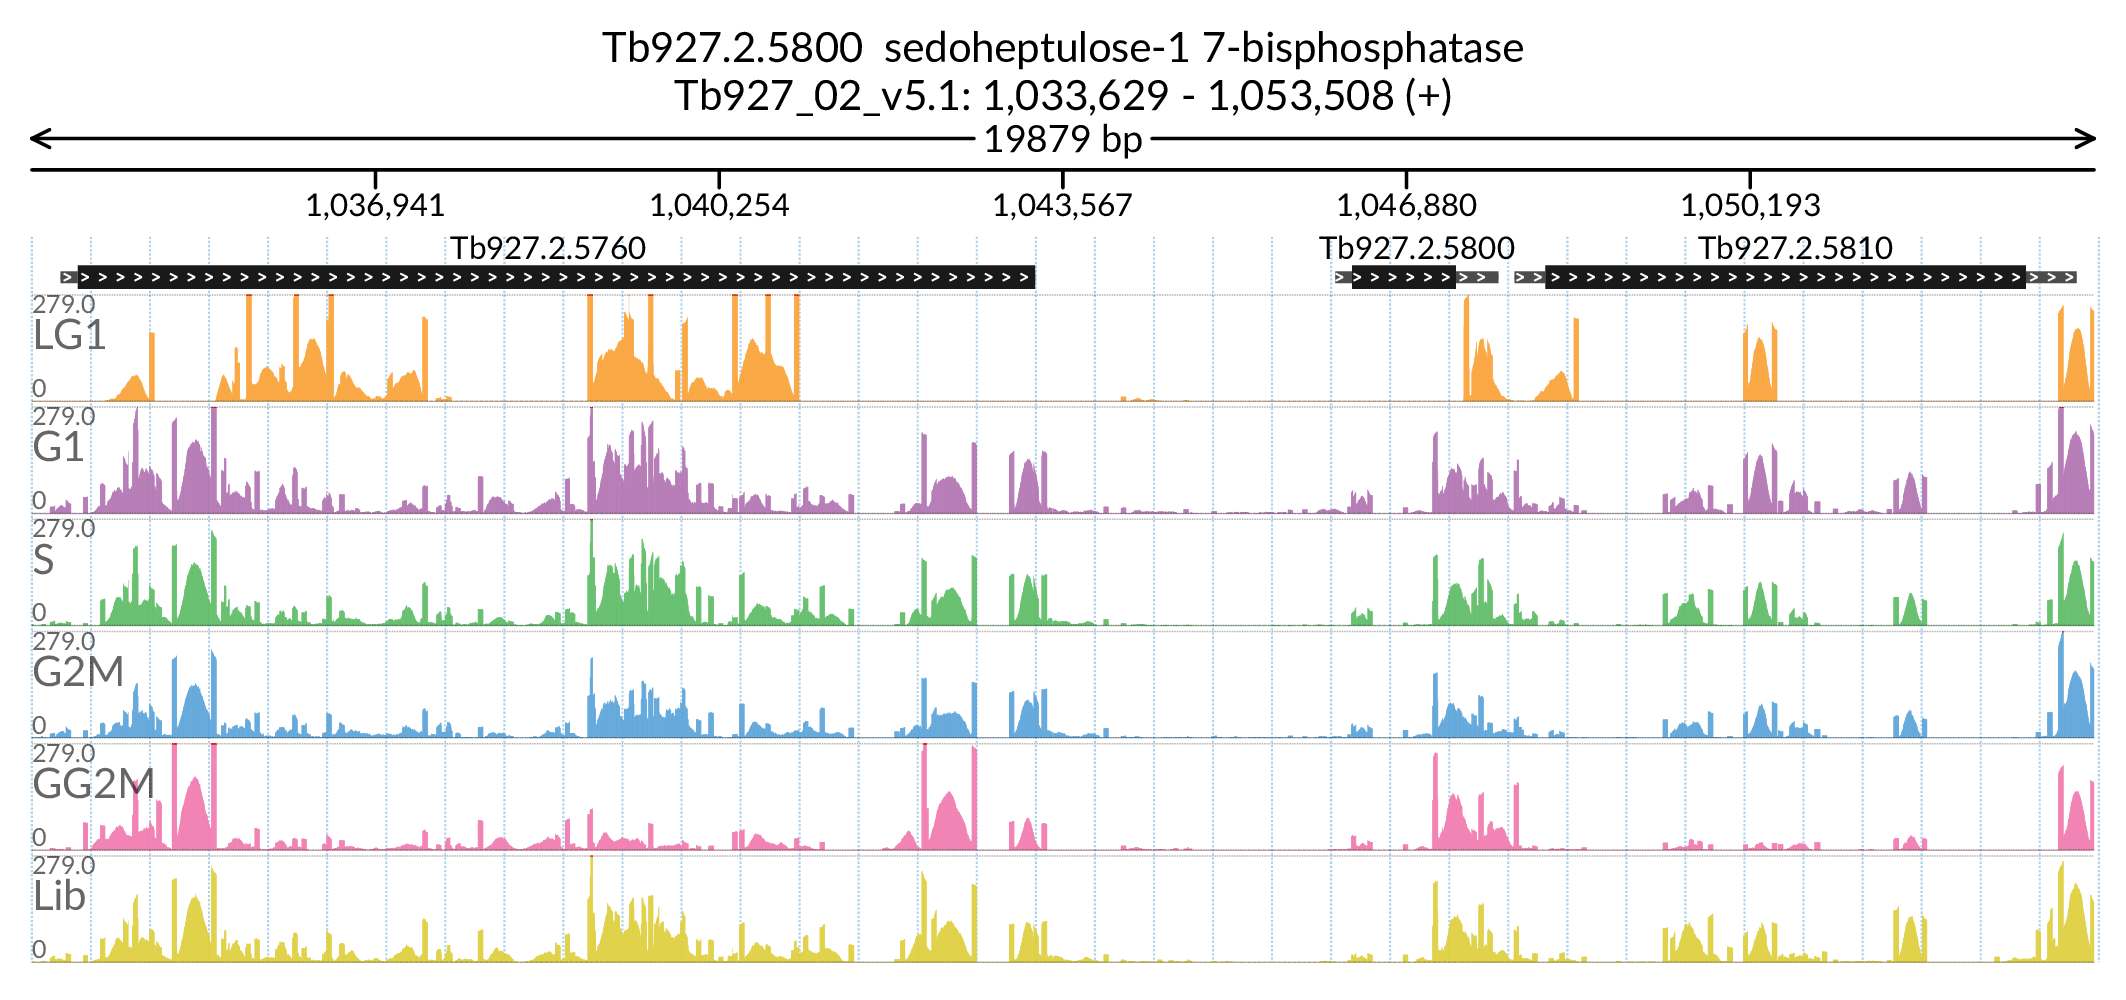 Tb927.2.5800  sedoheptulose-1 7-bisphosphatase
Tb927_02_v5.1: 1,033,629 - 1,053,508 (+)
19879 bp
1,036,941 1,040,254 1,043,567 1,046,880 1,050,193
Tb927.2.5760 Tb927.2.5800 Tb927.2.5810
279.0
LG1
0
279.0
G1
0
279.0
S
0
279.0
G2M
0
279.0
GG2M
0
279.0
Lib
0